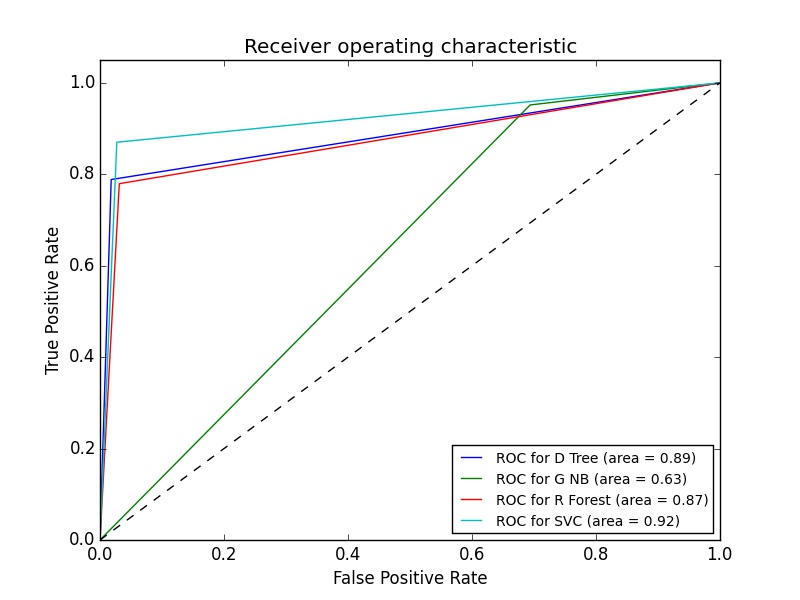 Receiver operating characteristic
1.0
0.8
0.6
0.4
0.2
0.0
True Positive Rate
ROC for D Tree (area = 0.89)
ROC for G NB (area = 0.63)
ROC for R Forest (area = 0.87)
ROC for SVC (area = 0.92)
0.0 0.2 0.4 0.6 0.8 1.0
False Positive Rate